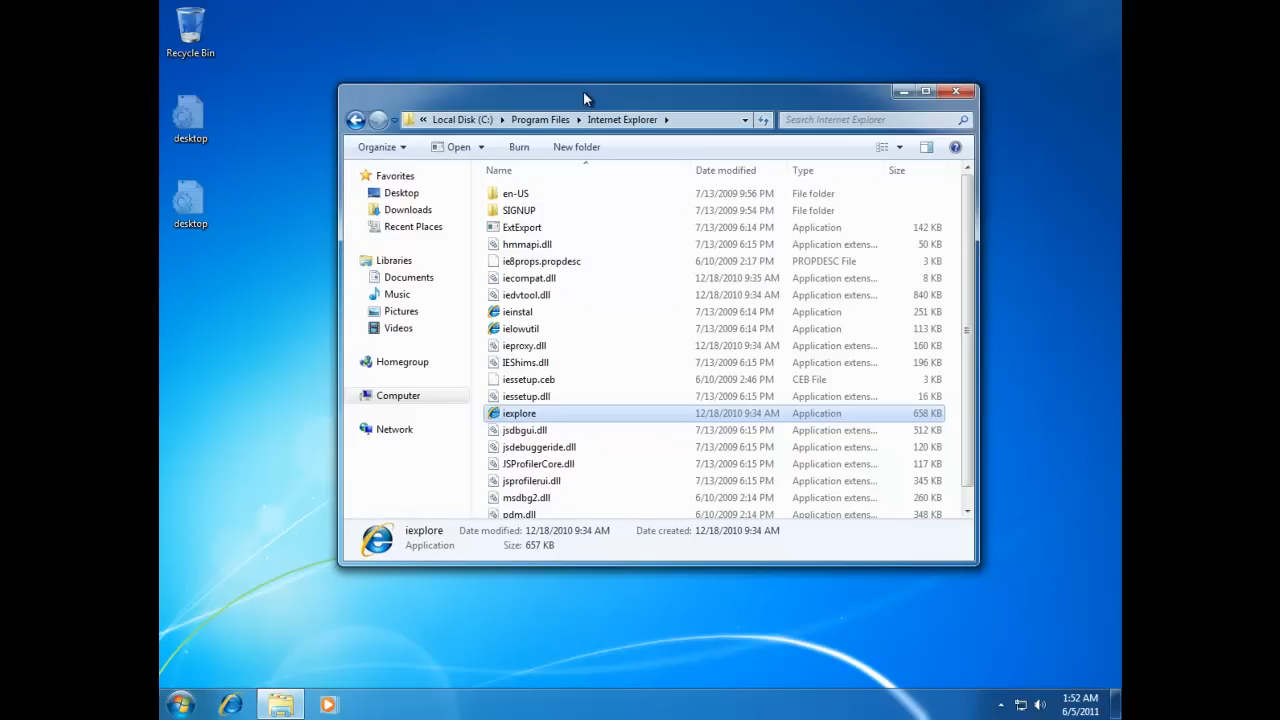 Recycle Bin
desktop
desktop
« Local Disk (C:) Program Files Internet Explorer
Search Internet Explorer
Organize Open Burn New folder
Name Date modified Type Size
Favorites
Desktop
Downloads
Recent Places
Libraries
Documents
Music
Pictures
Videos
Homegroup
Computer
Network
en-US 7/13/2009 9:56 PM File folder
SIGNUP 7/13/2009 9:54 PM File folder
ExtExport 7/13/2009 6:14 PM Application 142 KB
hmmapi.dll 7/13/2009 6:15 PM Application extens... 50 KB
ie8props.propdesc 6/10/2009 2:17 PM PROPDESC File 3 KB
iecompat.dll 12/18/2010 9:35 AM Application extens... 8 KB
iedvtool.dll 12/18/2010 9:34 AM Application extens... 840 KB
ieinstal 7/13/2009 6:14 PM Application 251 KB
ielowutil 7/13/2009 6:14 PM Application 113 KB
ieproxy.dll 12/18/2010 9:34 AM Application extens... 160 KB
IEShims.dll 7/13/2009 6:15 PM Application extens... 196 KB
iessetup.ceb 6/10/2009 2:46 PM CEB File 3 KB
iessetup.dll 7/13/2009 6:15 PM Application extens... 16 KB
iexplore 12/18/2010 9:34 AM Application 658 KB
jsdbgui.dll 7/13/2009 6:15 PM Application extens... 512 KB
jsdebuggeride.dll 7/13/2009 6:15 PM Application extens... 120 KB
JSProfilerCore.dll 7/13/2009 6:15 PM Application extens... 117 KB
jsprofilerui.dll 7/13/2009 6:15 PM Application extens... 345 KB
msdbg2.dll 6/10/2009 2:14 PM Application extens... 260 KB
pdm.dll 6/10/2009 2:14 PM Application extens... 348 KB
iexplore Date modified: 12/18/2010 9:34 AM Date created: 12/18/2010 9:34 AM
Application Size: 657 KB
1:52 AM
6/5/2011